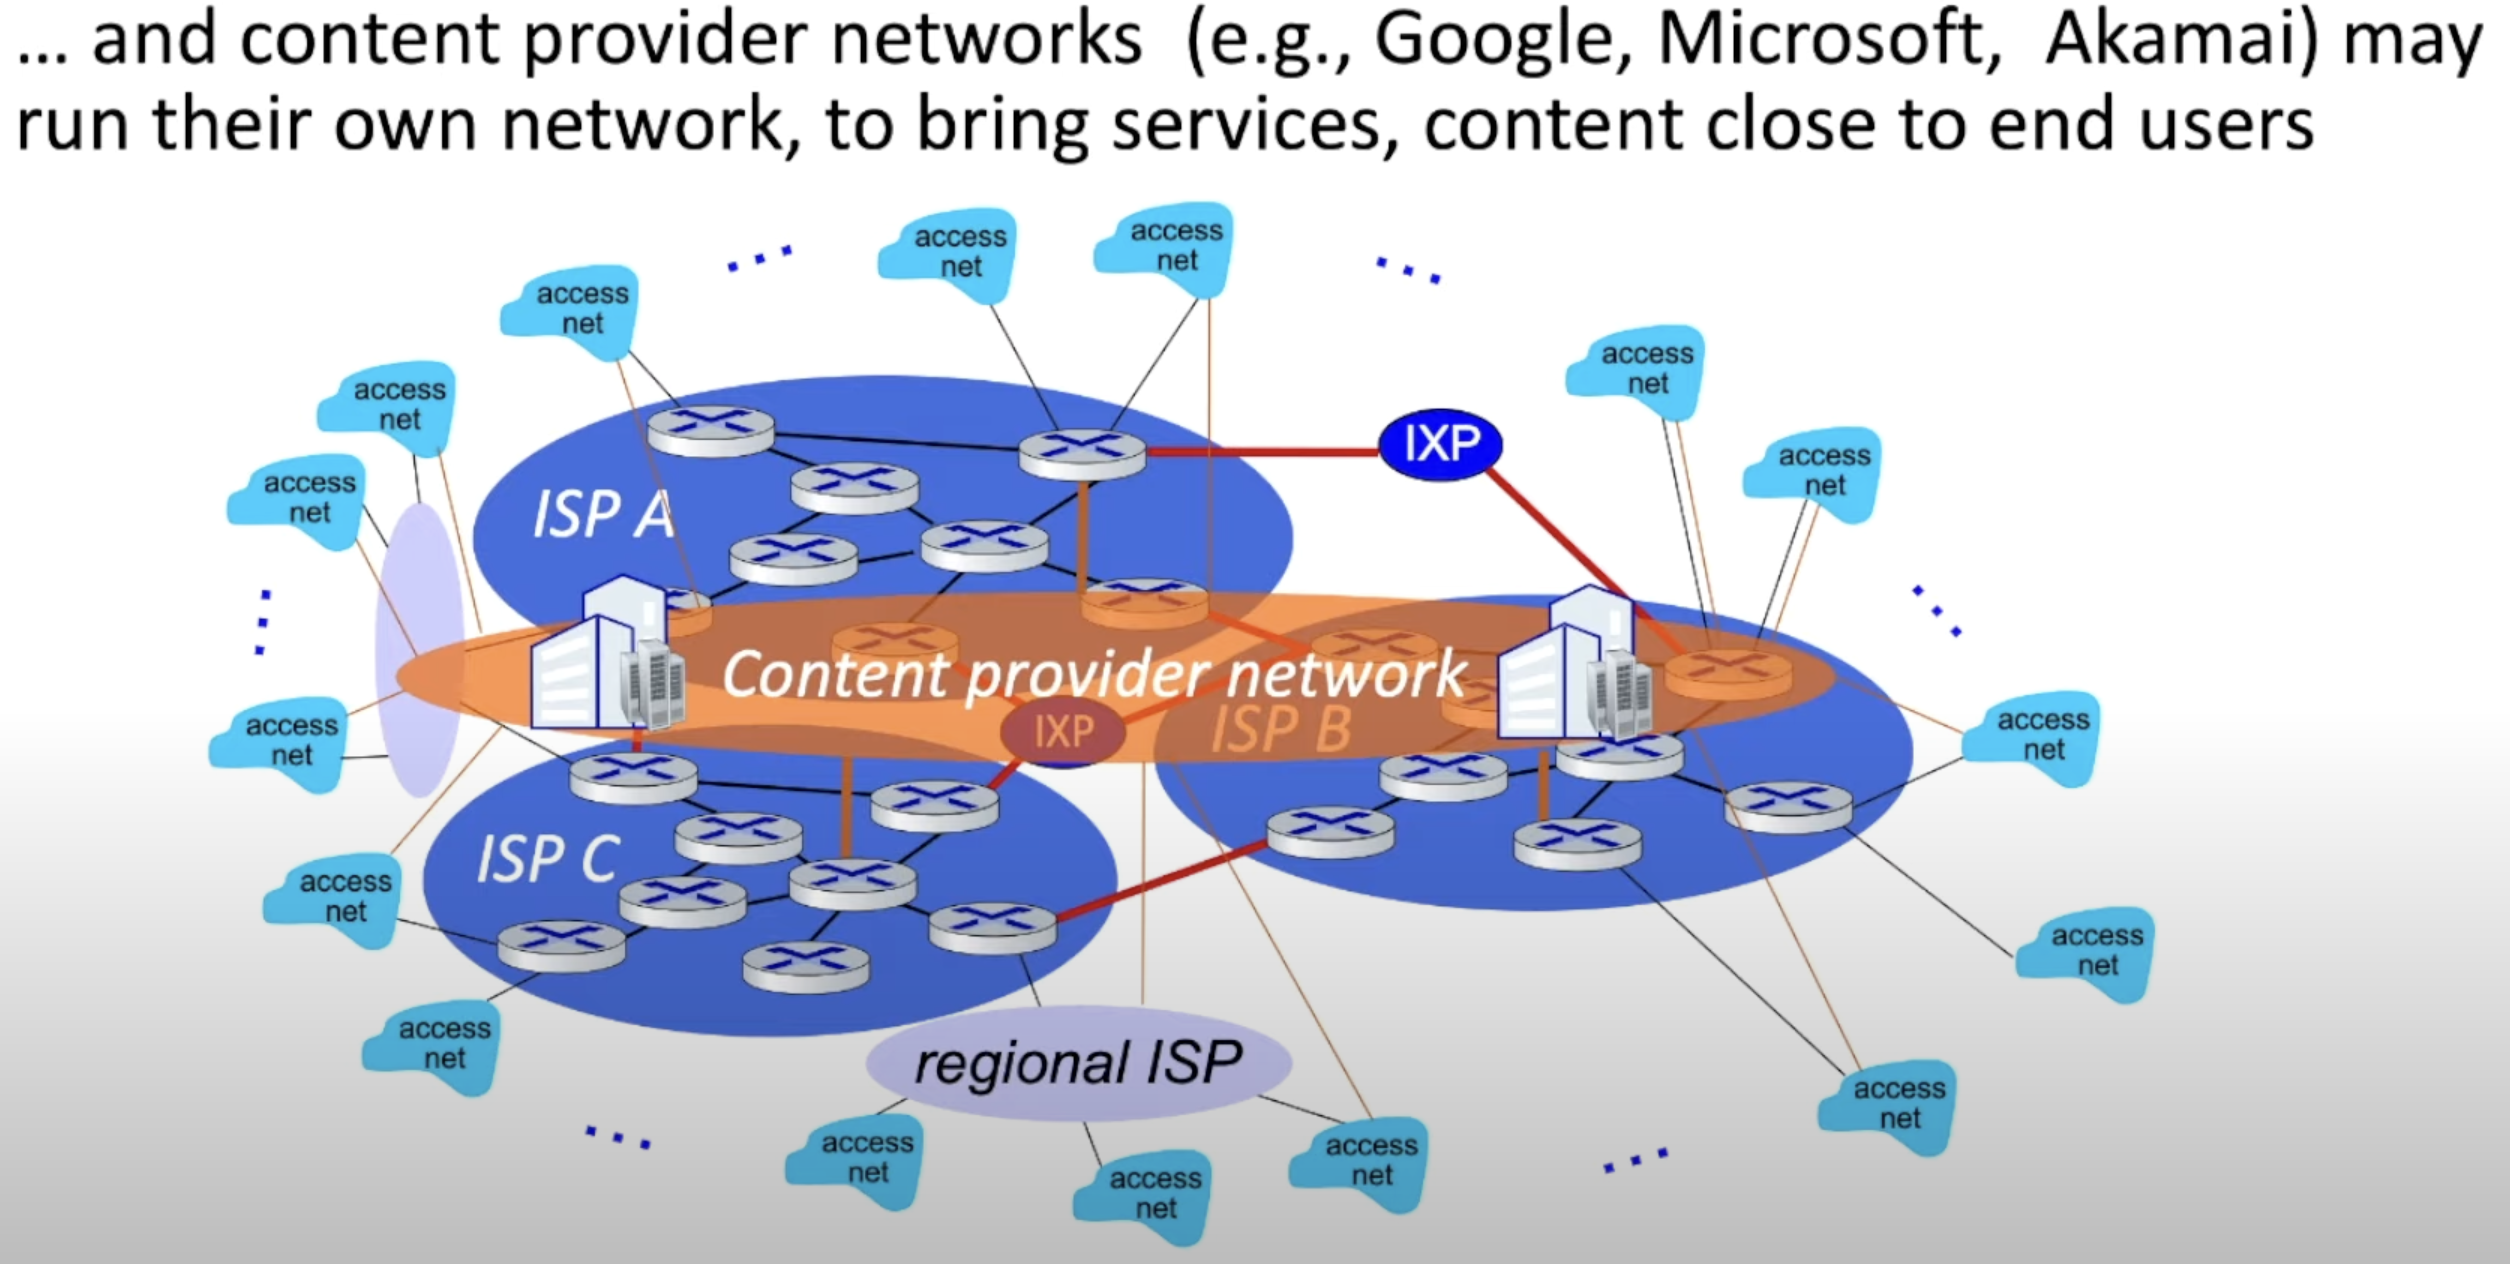 ... and content provider networks (e.g., Google, Microsoft, Akamai) may
run their own network, to bring services, content close to end users
access
net
access
net
access
net
access
net
access
net
access
net
access
net
IXP
ISP A
Content provider network
IXP
ISP B
access
net
access
net
ISP C
access
net
access
net
access
net
regional ISP
access
net
access
net
access
net
access
net